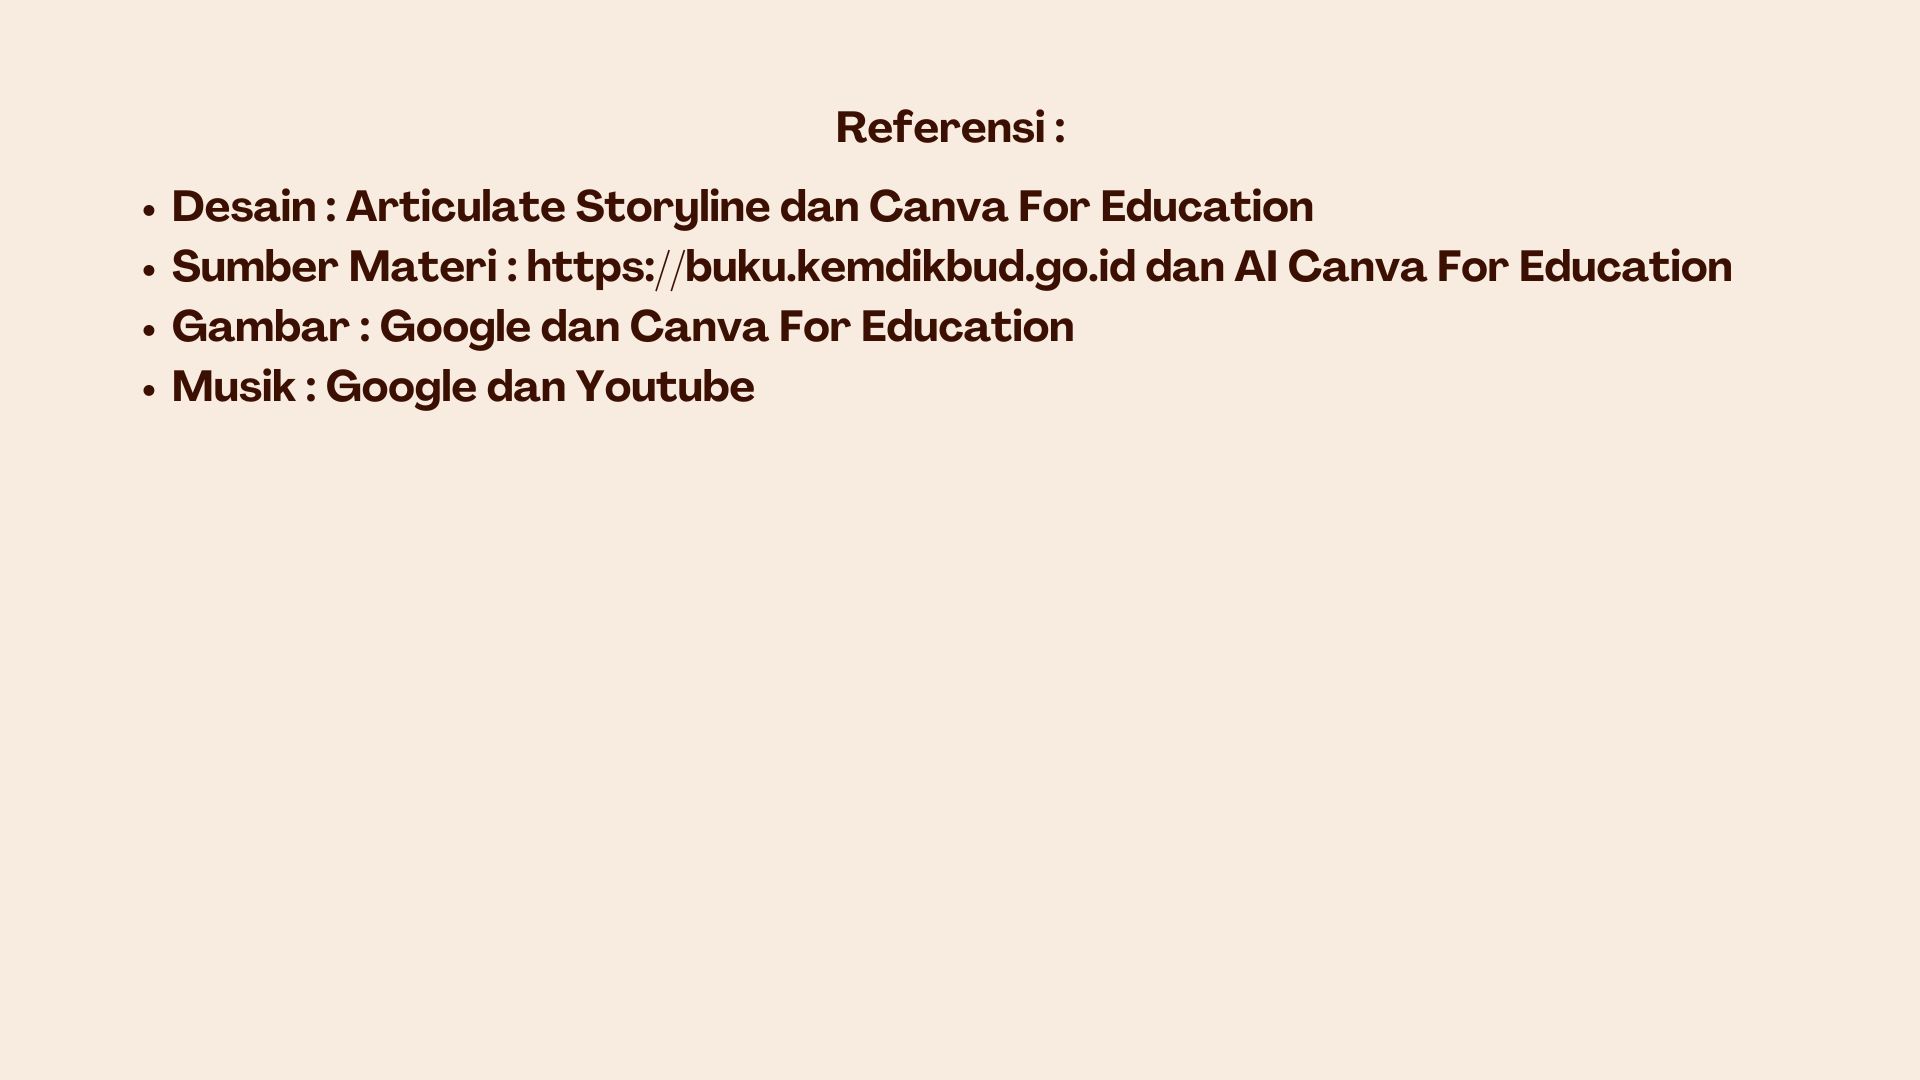 Referensi :
• Desain : Articulate Storyline dan Canva For Education
• Sumber Materi : https://buku.kemdikbud.go.id dan AI Canva For Education
• Gambar : Google dan Canva For Education
• Musik : Google dan Youtube